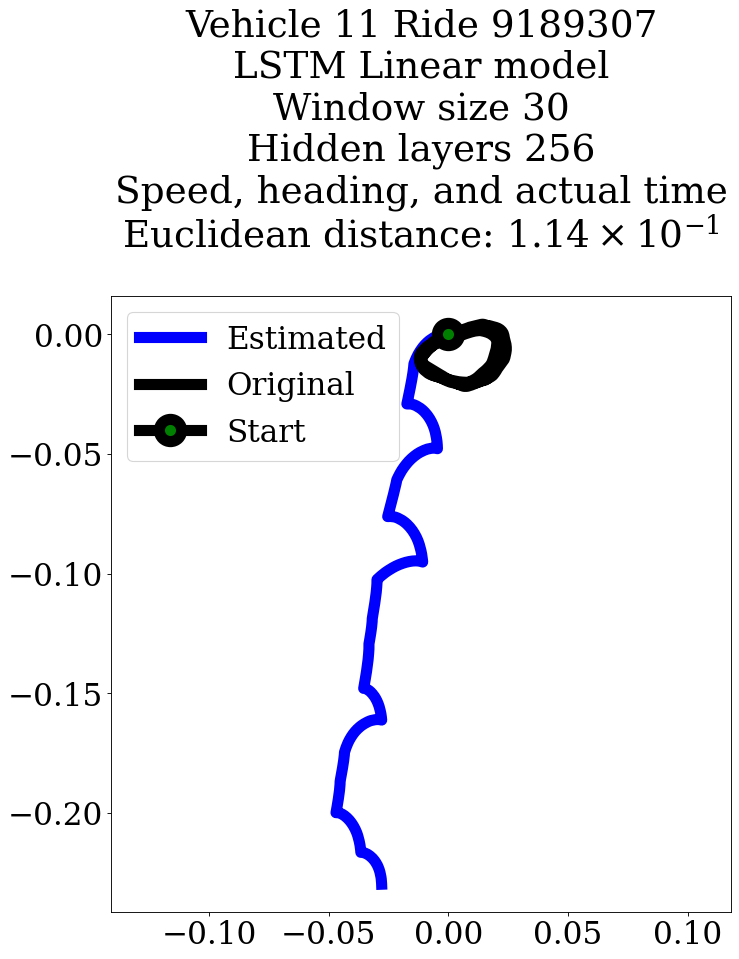 Vehicle 11 Ride 9189307
LSTM Linear model
Window size 30
Hidden layers 256
Speed, heading, and actual time
Euclidean distance: 1.14 × 10⁻¹
Estimated
Original
Start
0.00
−0.05
−0.10
−0.15
−0.20
−0.10 −0.05 0.00 0.05 0.10